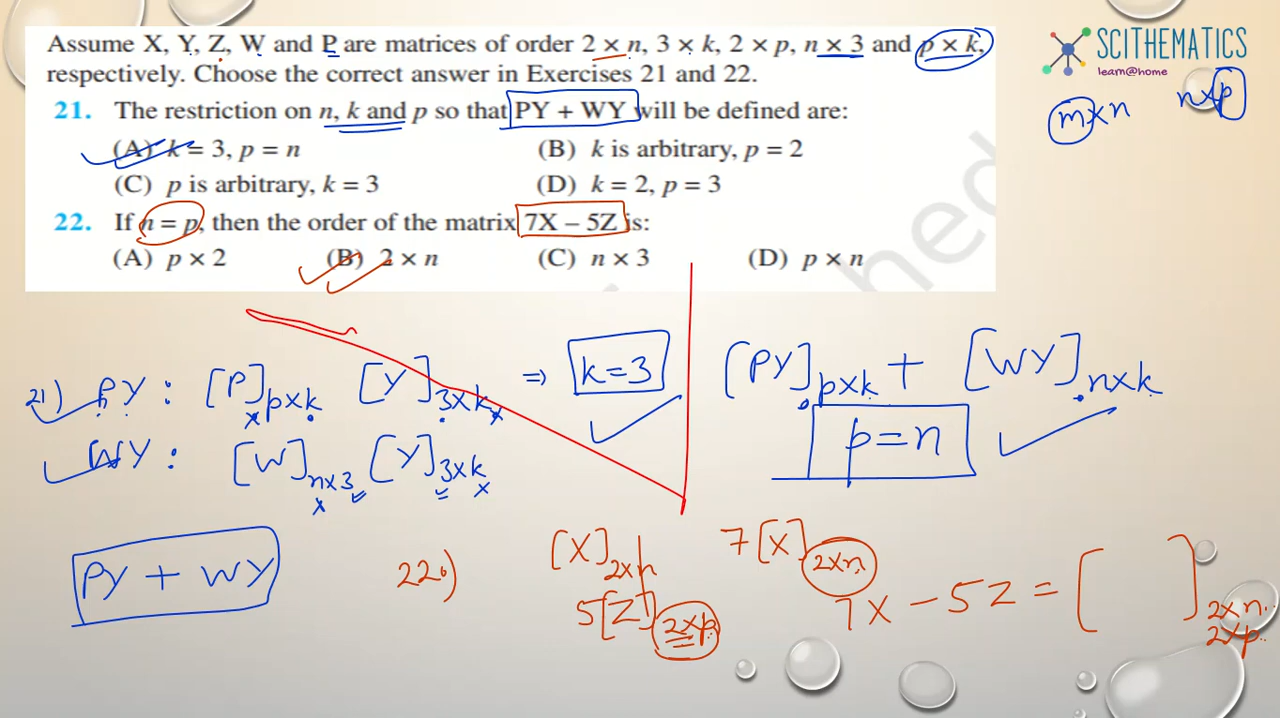 Assume X, Y, Z, W and P are matrices of order 2 × n, 3 × k, 2 × p, n × 3 and p × k,
respectively. Choose the correct answer in Exercises 21 and 22.
21. The restriction on n, k and p so that PY + WY will be defined are:
(A) k = 3, p = n (B) k is arbitrary, p = 2
(C) p is arbitrary, k = 3 (D) k = 2, p = 3
22. If n = p, then the order of the matrix 7X – 5Z is:
(A) p × 2 (B) 2 × n (C) n × 3 (D) p × n
SCITHEMATICS
learn@home
m×n n×p
21) PY : [P]p×k [Y]3×k ⇒ k=3
WY : [W]n×3 [Y]3×k
PY + WY
[PY]p×k + [WY]n×k
p=n
22.) [X]2×n 7[X]2×n
5[Z]2×p
7X - 5Z = [ ]2×n.
2×p.